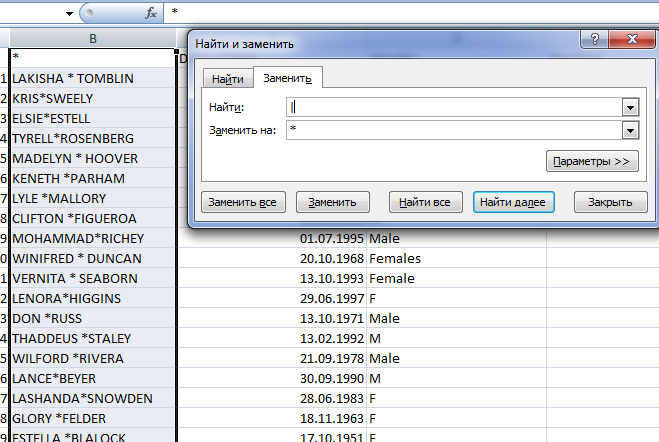 *
Найти и заменить
B
*
D
Найти
Заменить
1 LAKISHA * TOMBLIN
Найти: |
2 KRIS*SWEELY
3 ELSIE*ESTELL
Заменить на: *
4 TYRELL*ROSENBERG
5 MADELYN * HOOVER
Параметры >>
6 KENETH *PARHAM
7 LYLE *MALLORY
Заменить все Заменить Найти все Найти далее Закрыть
8 CLIFTON *FIGUEROA
9 MOHAMMAD*RICHEY 01.07.1995 Male
0 WINIFRED * DUNCAN 20.10.1968 Females
1 VERNITA * SEABORN 13.10.1993 Female
2 LENORA*HIGGINS 29.06.1997 F
3 DON *RUSS 13.10.1971 Male
4 THADDEUS *STALEY 13.02.1992 M
5 WILFORD *RIVERA 21.09.1978 Male
6 LANCE*BEYER 30.09.1990 M
7 LASHANDA*SNOWDEN 28.06.1983 F
8 GLORY *FELDER 18.11.1963 F
9 ESTELLA *BLALOCK 17.10.1951 F